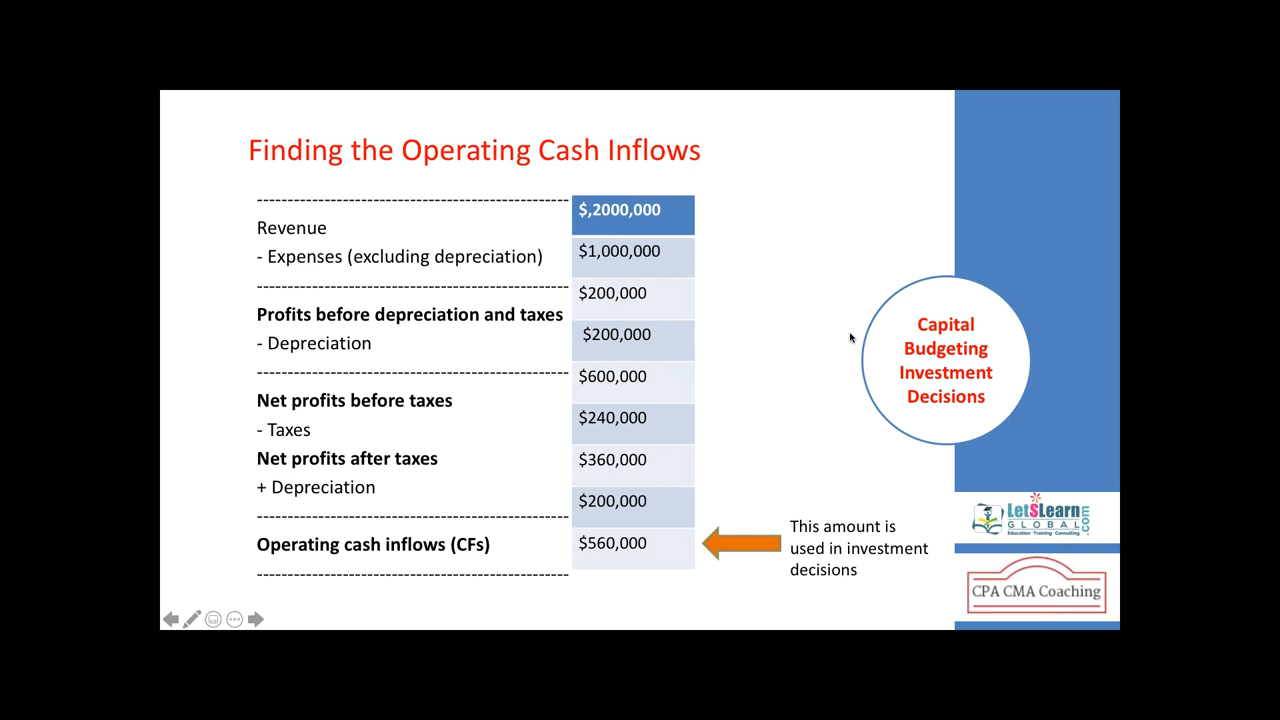 Finding the Operating Cash Inflows
--------------------------------------------------- $,2000,000
Revenue
- Expenses (excluding depreciation) $1,000,000
---------------------------------------------------
Profits before depreciation and taxes $200,000
- Depreciation $200,000
---------------------------------------------------
Net profits before taxes $600,000
- Taxes $240,000
Net profits after taxes $360,000
+ Depreciation $200,000
---------------------------------------------------
Operating cash inflows (CFs) $560,000
---------------------------------------------------
This amount is
used in investment
decisions
Capital
Budgeting
Investment
Decisions
LetSLearn
GLOBAL
.com
Education · Training · Consulting
CPA CMA Coaching